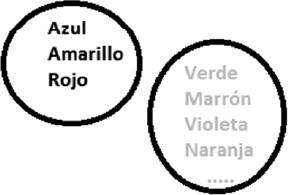 Azul
Amarillo
Rojo
Verde
Marrón
Violeta
Naranja
.....